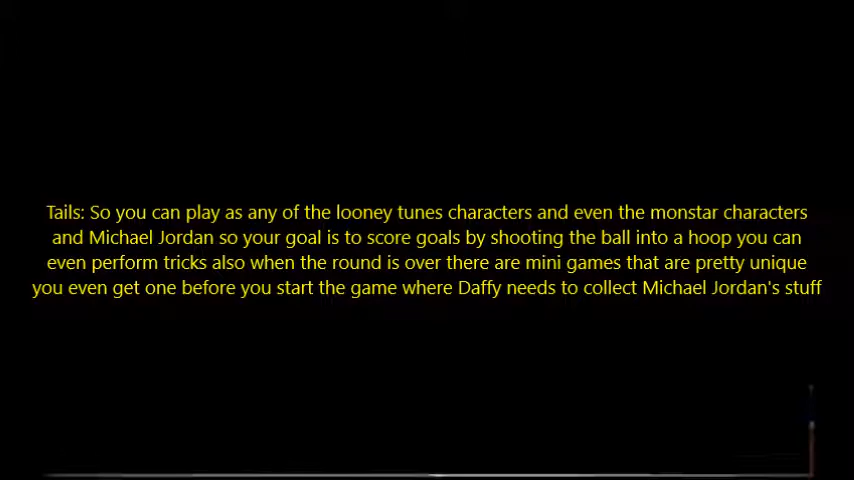 Tails: So you can play as any of the looney tunes characters and even the monstar characters
and Michael Jordan so your goal is to score goals by shooting the ball into a hoop you can
even perform tricks also when the round is over there are mini games that are pretty unique
you even get one before you start the game where Daffy needs to collect Michael Jordan's stuff